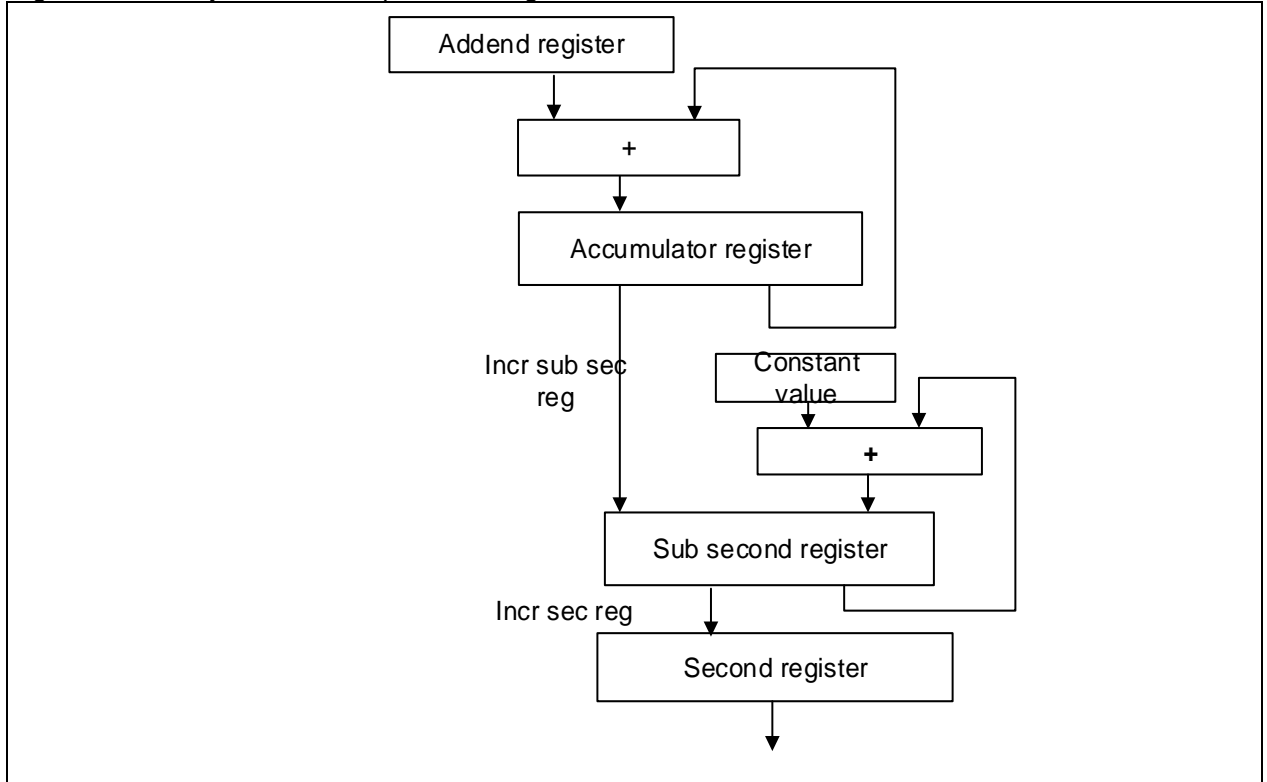 Addend register
+
Accumulator register
Incr sub sec
reg
Constant
value
+
Sub second register
Incr sec reg
Second register